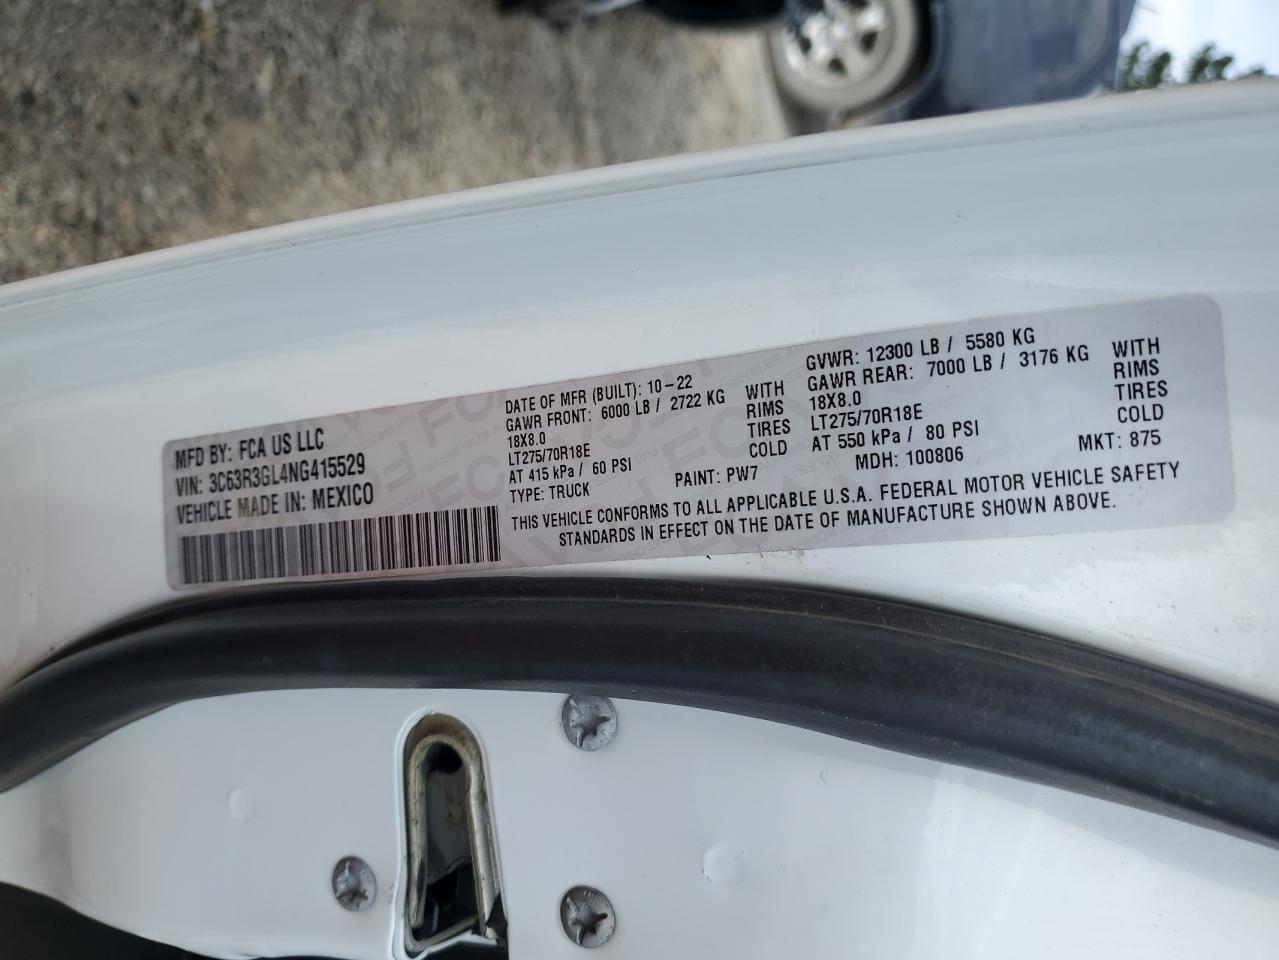 MFD BY: FCA US LLC
VIN: 3C63R3GL4NG415529
VEHICLE MADE IN: MEXICO
DATE OF MFR (BUILT): 10-22
GAWR FRONT: 6000 LB / 2722 KG WITH
18X8.0 RIMS
LT275/70R18E TIRES
AT 415 kPa / 60 PSI COLD
TYPE: TRUCK PAINT: PW7
GVWR: 12300 LB / 5580 KG
GAWR REAR: 7000 LB / 3176 KG WITH
18X8.0 RIMS
LT275/70R18E TIRES
AT 550 kPa / 80 PSI COLD
MDH: 100806 MKT: 875
THIS VEHICLE CONFORMS TO ALL APPLICABLE U.S.A. FEDERAL MOTOR VEHICLE SAFETY
STANDARDS IN EFFECT ON THE DATE OF MANUFACTURE SHOWN ABOVE.